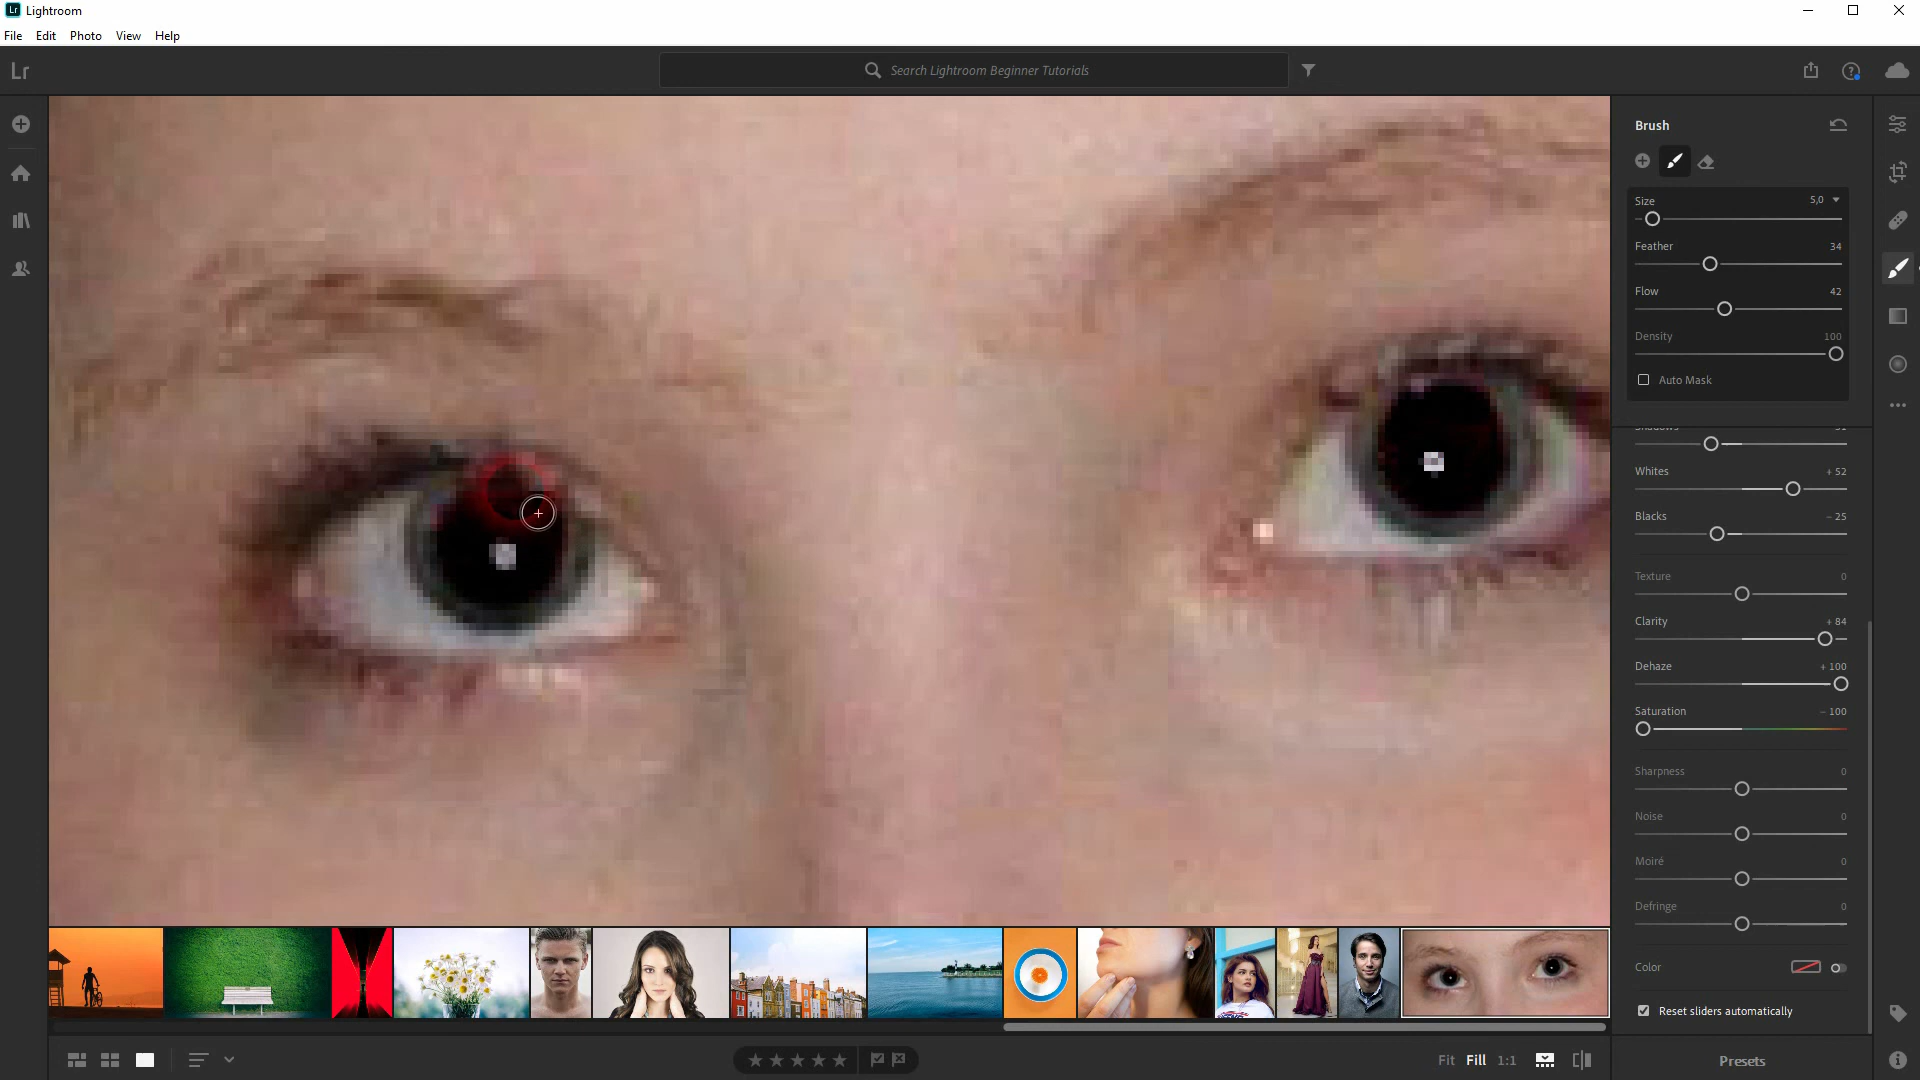 Lr Lightroom
File Edit Photo View Help
Lr
Search Lightroom Beginner Tutorials
Brush
Size 5,0
Feather 34
Flow 42
Density 100
Auto Mask
Whites + 52
Blacks – 25
Texture 0
Clarity + 84
Dehaze + 100
Saturation – 100
Sharpness 0
Noise 0
Moiré 0
Defringe 0
Color
Reset sliders automatically
Fit Fill 1:1
Presets